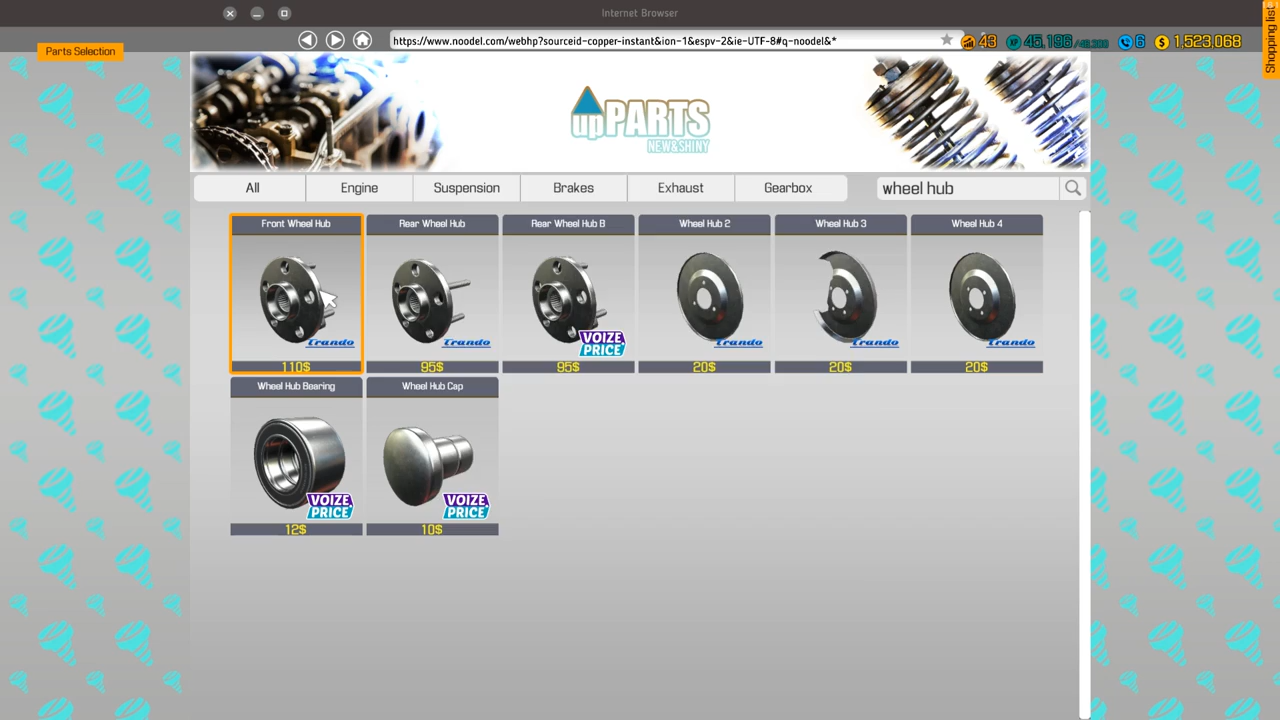 Internet Browser
Shopping list
Parts Selection
https://www.noodel.com/webhp?sourceid-copper-instant&ion-1&espv-2&ie-UTF-8#q-noodel&*
43
XP
45,196
6
$
1,523,068
upPARTS
NEW&SHINY
All
Engine
Suspension
Brakes
Exhaust
Gearbox
wheel hub
Front Wheel Hub
Rear Wheel Hub
Rear Wheel Hub B
Wheel Hub 2
Wheel Hub 3
Wheel Hub 4
Trando
Trando
VOIZE
PRICE
Trando
Trando
Trando
110$
95$
95$
20$
20$
20$
Wheel Hub Bearing
Wheel Hub Cap
VOIZE
PRICE
VOIZE
PRICE
12$
10$